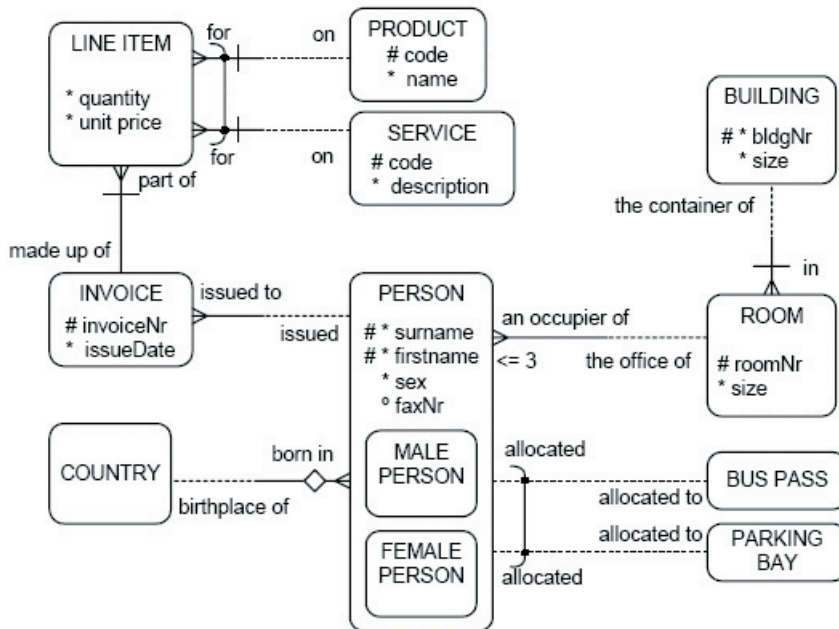 LINE ITEM
* quantity
* unit price
for
on
for
on
PRODUCT
# code
* name
SERVICE
# code
* description
BUILDING
# * bldgNr
* size
part of
made up of
the container of
in
INVOICE
# invoiceNr
* issueDate
issued to
issued
PERSON
# * surname
# * firstname
* sex
º faxNr
an occupier of
<= 3
the office of
ROOM
# roomNr
* size
COUNTRY
born in
birthplace of
MALE
PERSON
FEMALE
PERSON
allocated
allocated to
BUS PASS
allocated to
allocated
PARKING
BAY